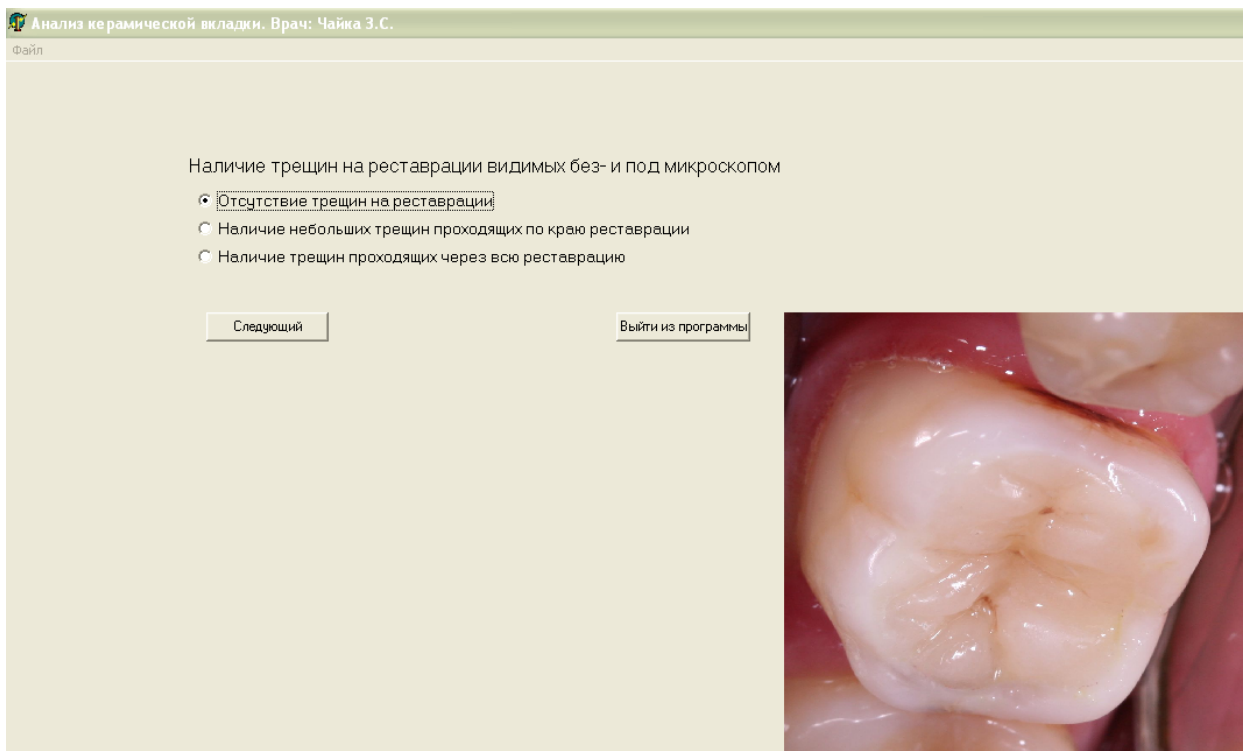 Анализ керамической вкладки. Врач: Чайка З.С.
Файл
Наличие трещин на реставрации видимых без- и под микроскопом
Отсутствие трещин на реставрации
Наличие небольших трещин проходящих по краю реставрации
Наличие трещин проходящих через всю реставрацию
Следующий
Выйти из программы